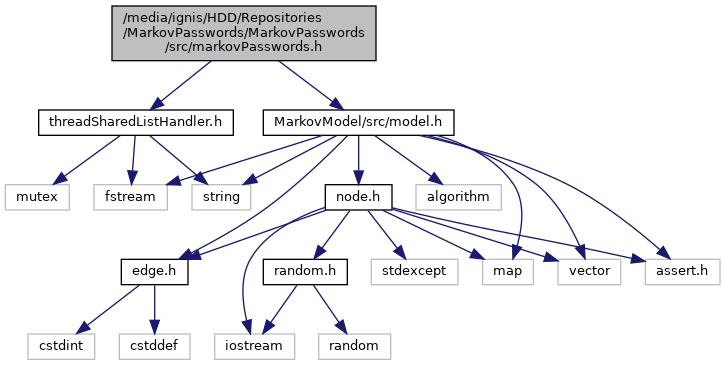 /media/ignis/HDD/Repositories
/MarkovPasswords/MarkovPasswords
/src/markovPasswords.h
threadSharedListHandler.h
MarkovModel/src/model.h
mutex
fstream
string
node.h
algorithm
edge.h
random.h
stdexcept
map
vector
assert.h
cstdint
cstddef
iostream
random